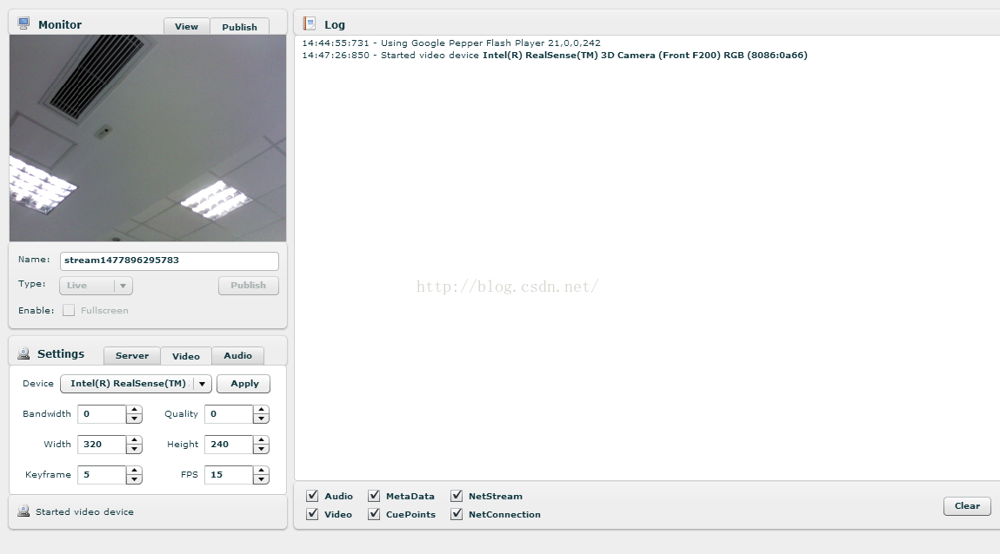 Monitor
View
Publish
Name:
stream1477896295783
Type:
Live
Publish
Enable:
Fullscreen
Settings
Server
Video
Audio
Device
Intel(R) RealSense(TM)
Apply
Bandwidth
0
Quality
0
Width
320
Height
240
Keyframe
5
FPS
15
Started video device
Log
14:44:55:731 - Using Google Pepper Flash Player 21,0,0,242
14:47:26:850 - Started video device Intel(R) RealSense(TM) 3D Camera (Front F200) RGB (8086:0a66)
http://blog.csdn.net/
Audio
MetaData
NetStream
Video
CuePoints
NetConnection
Clear